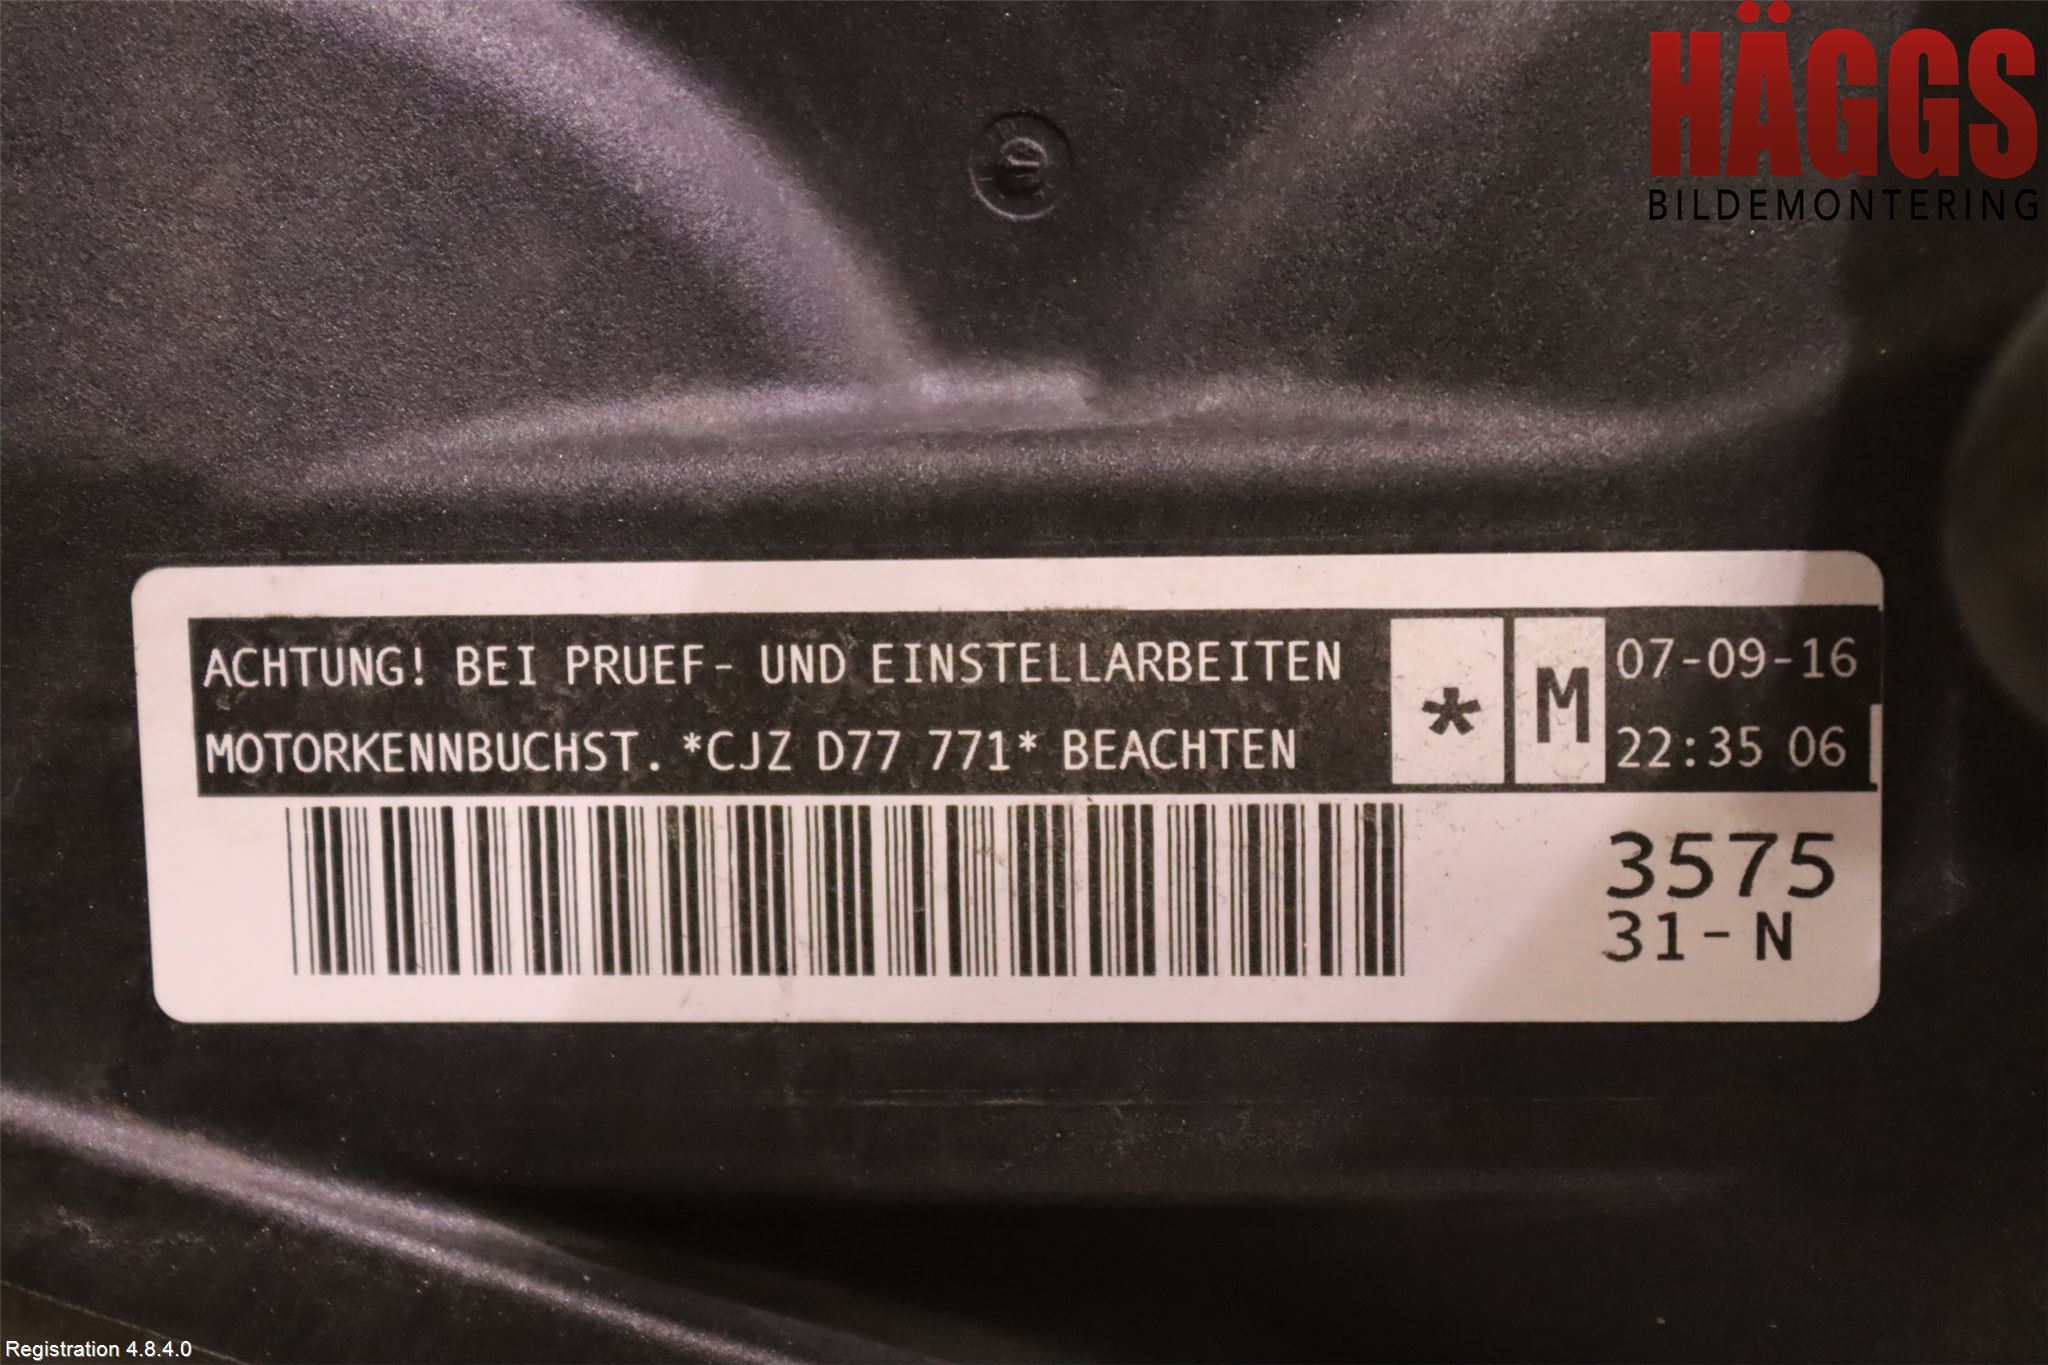 HÄGGS
BILDEMONTERING
ACHTUNG! BEI PRUEF- UND EINSTELLARBEITEN
MOTORKENNBUCHST. *CJZ D77 771* BEACHTEN
* M
07-09-16
22:35 06
3575
31-N
Registration 4.8.4.0